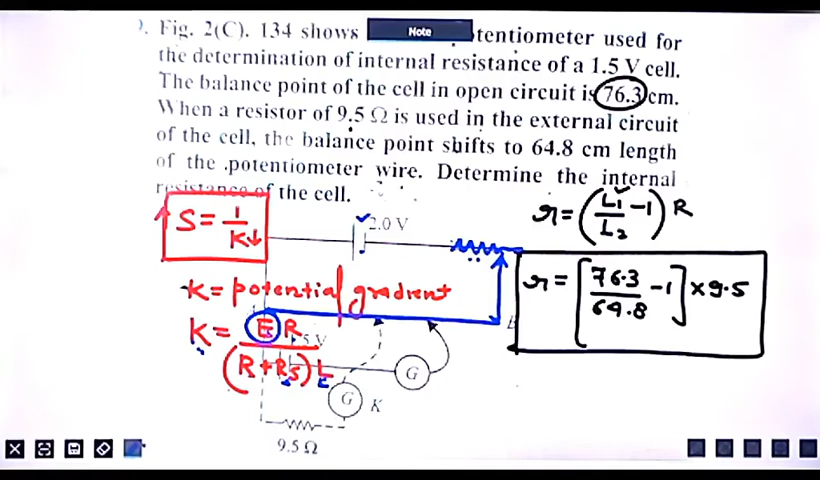 . Fig. 2(C). 134 shows Note tentiometer used for
the determination of internal resistance of a 1.5 V cell.
The balance point of the cell in open circuit is 76.3 cm.
When a resistor of 9.5 Ω is used in the external circuit
of the cell, the balance point shifts to 64.8 cm length
of the potentiometer wire. Determine the internal
resistance of the cell.
S = 1/K↓
2.0 V
r = (L₁/L₂ - 1) R
K = potential gradient
r = [76.3/64.8 - 1] × 9.5
K = E R / (R + Rs) L
5 V
G
G K
9.5 Ω